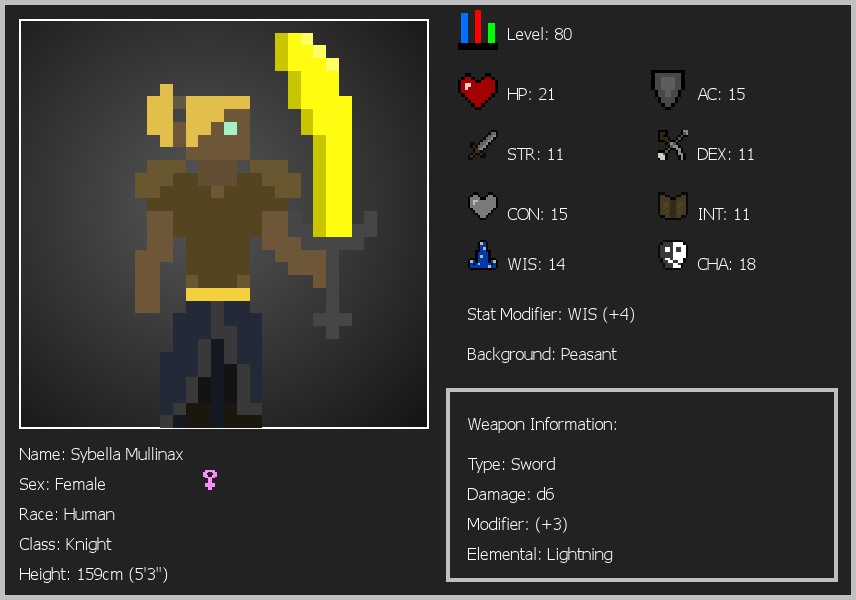 Level: 80
HP: 21
AC: 15
STR: 11
DEX: 11
CON: 15
INT: 11
WIS: 14
CHA: 18
Stat Modifier: WIS (+4)
Background: Peasant
Weapon Information:
Type: Sword
Damage: d6
Modifier: (+3)
Elemental: Lightning
Name: Sybella Mullinax
Sex: Female
Race: Human
Class: Knight
Height: 159cm (5'3")